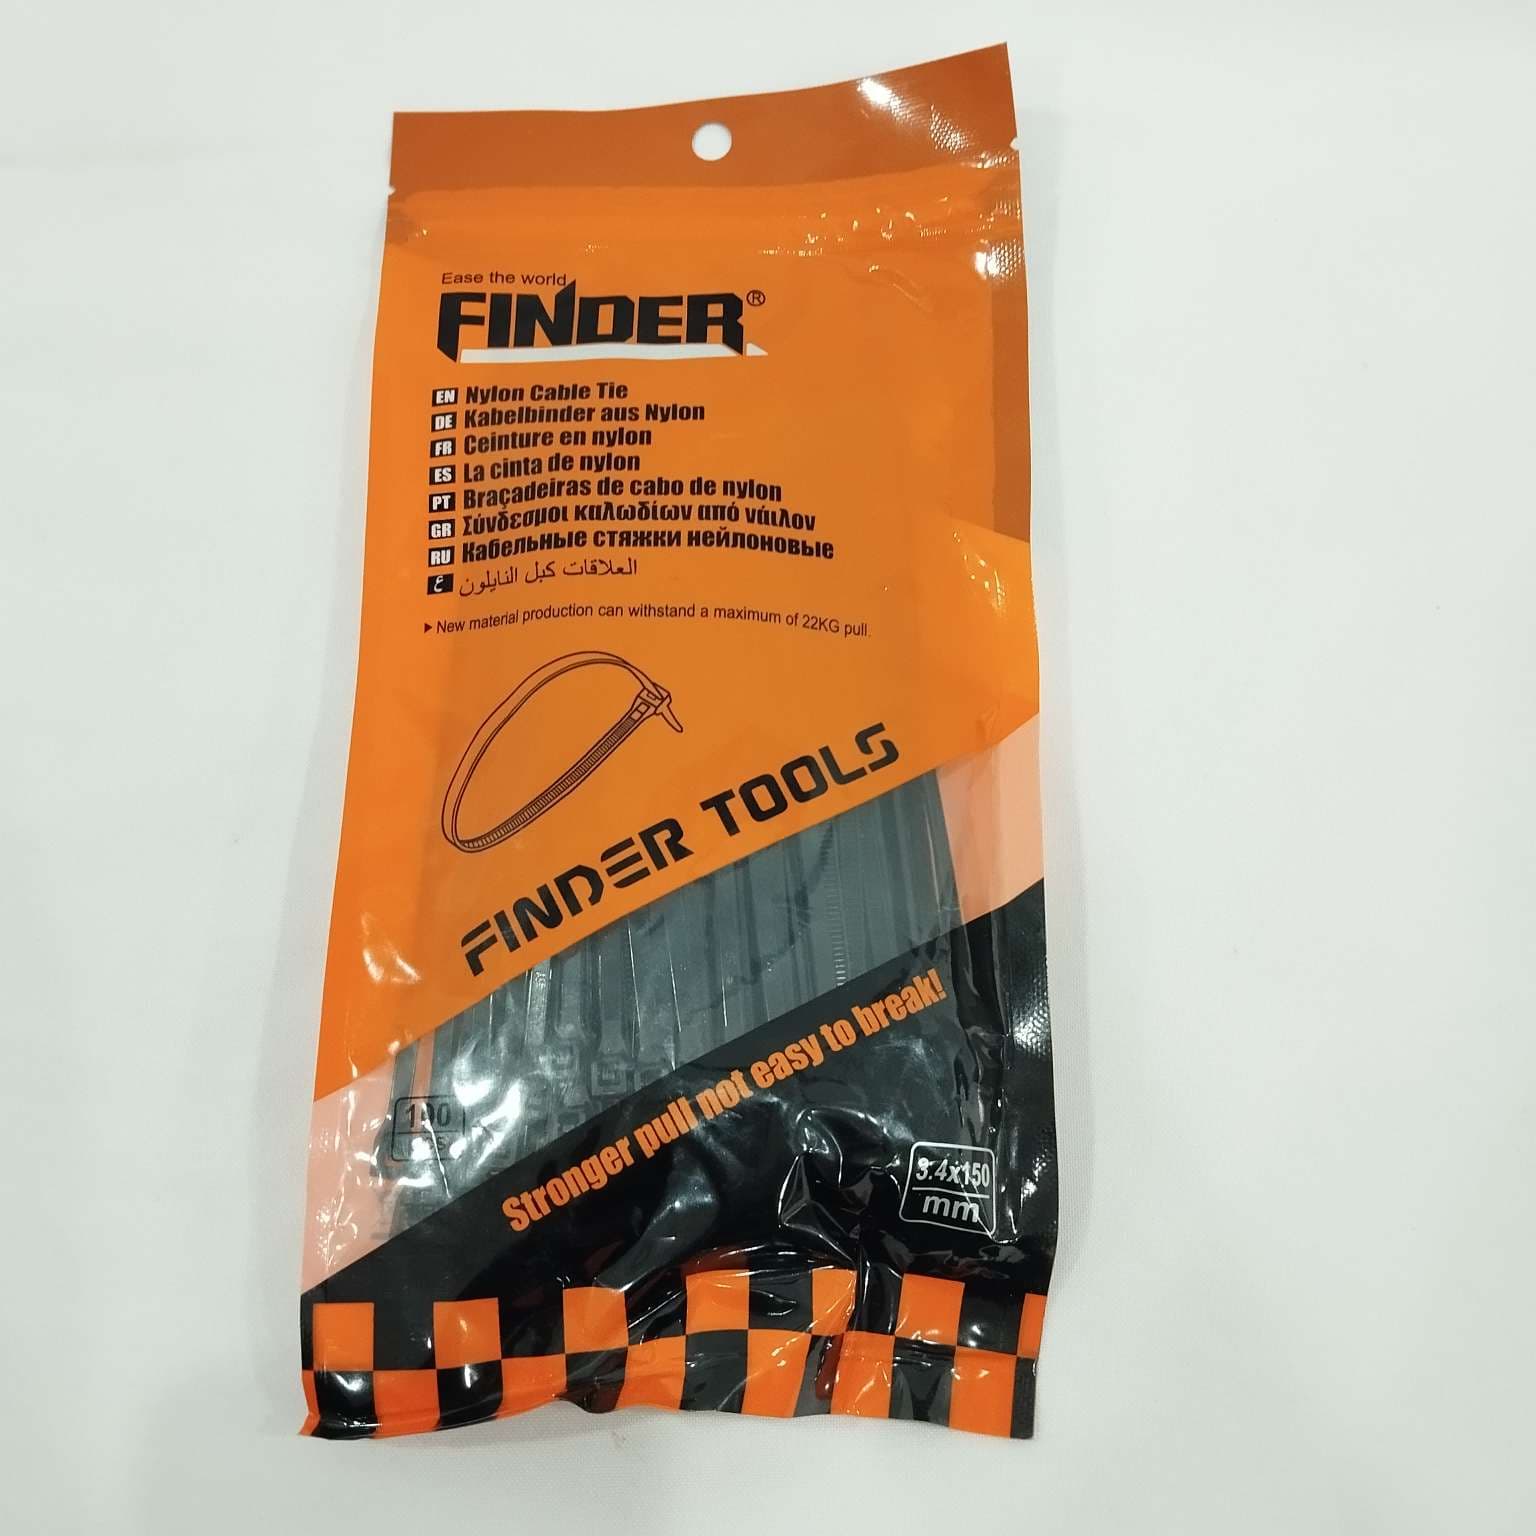 Ease the world
FINDER®
EN Nylon Cable Tie
DE Kabelbinder aus Nylon
FR Ceinture en nylon
ES La cinta de nylon
PT Braçadeiras de cabo de nylon
GR Σύνδεσμοι καλωδίων από νάιλον
RU Кабельные стяжки нейлоновые
ع العلاقات كبل النايلون
▶ New material production can withstand a maximum of 22KG pull.
FINDER TOOLS
Stronger pull not easy to break!
100
3.4x150
mm